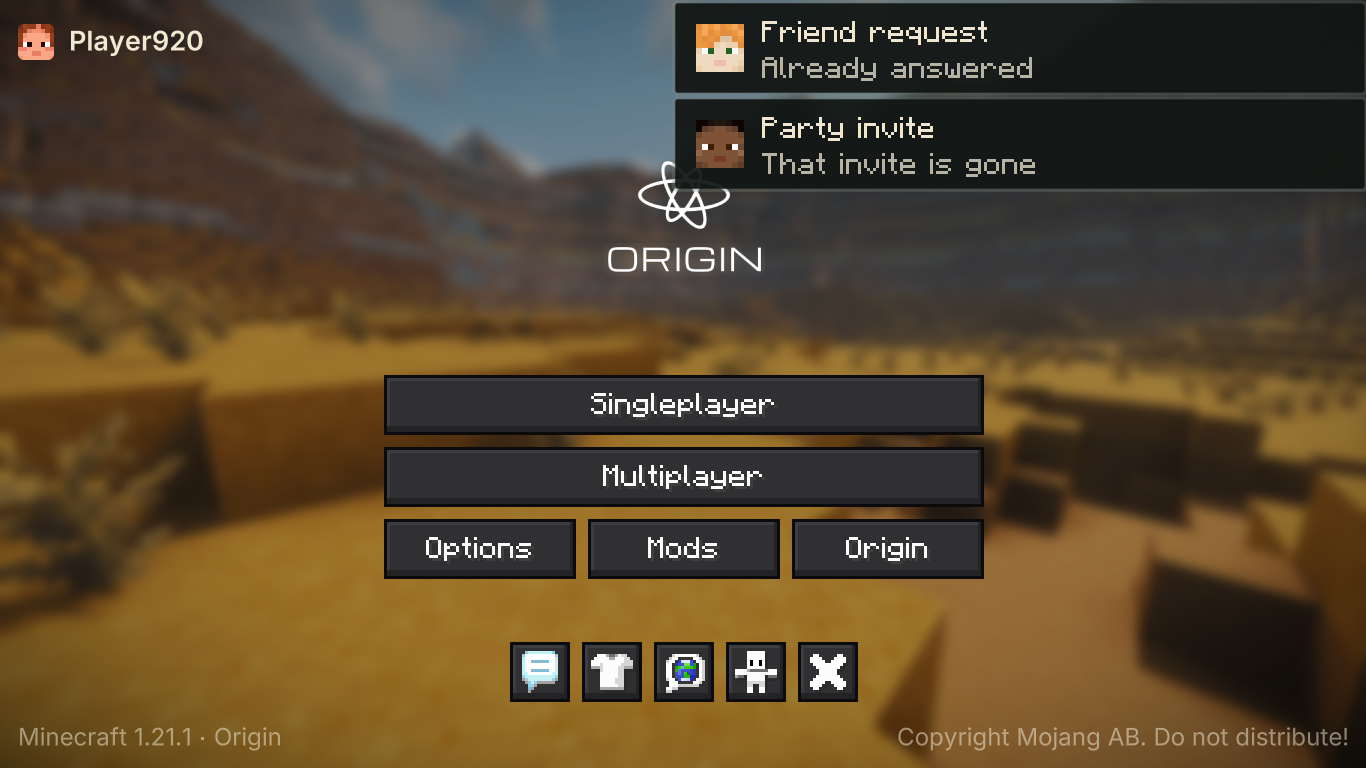 Player920
Friend request
Already answered
Party invite
That invite is gone
ORIGIN
Singleplayer
Multiplayer
Options
Mods
Origin
Minecraft 1.21.1 · Origin
Copyright Mojang AB. Do not distribute!